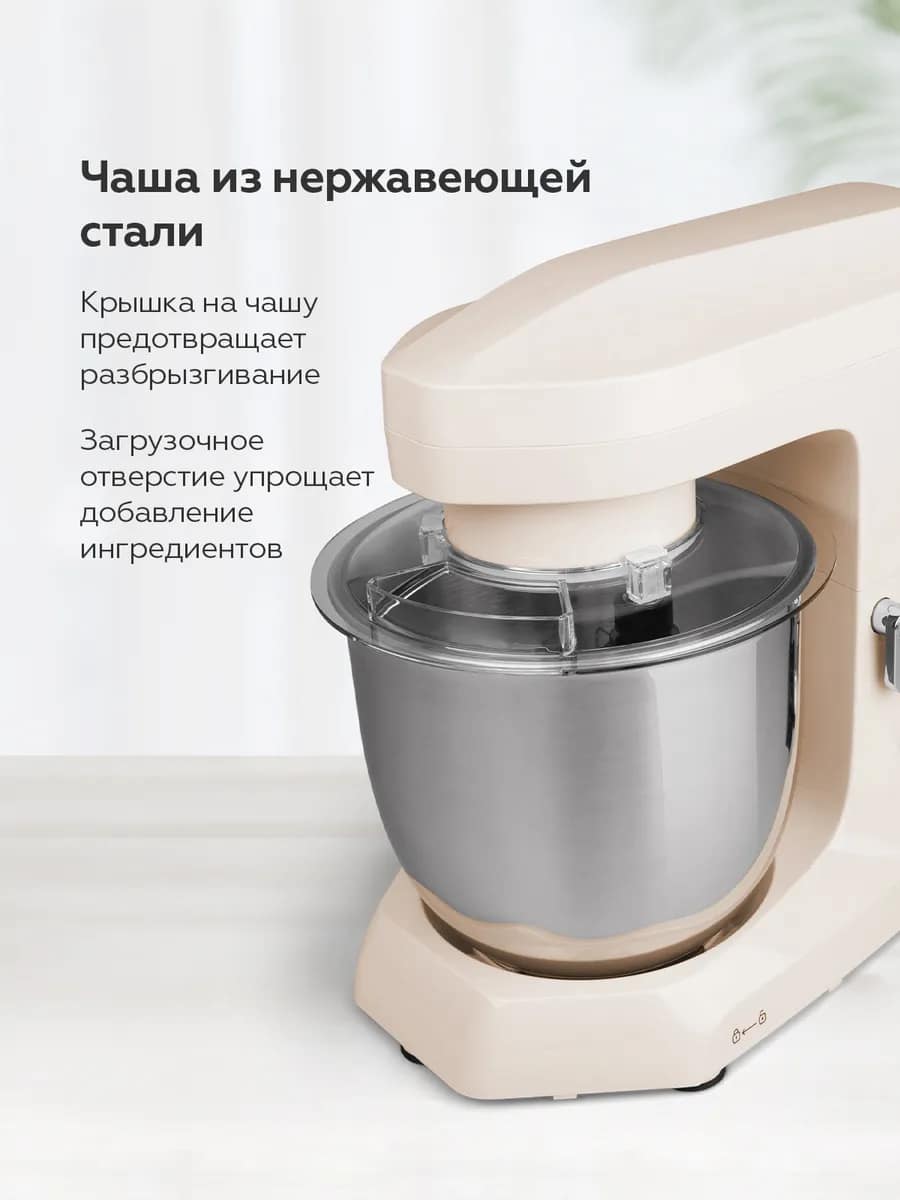 Чаша из нержавеющей
стали
Крышка на чашу
предотвращает
разбрызгивание
Загрузочное
отверстие упрощает
добавление
ингредиентов